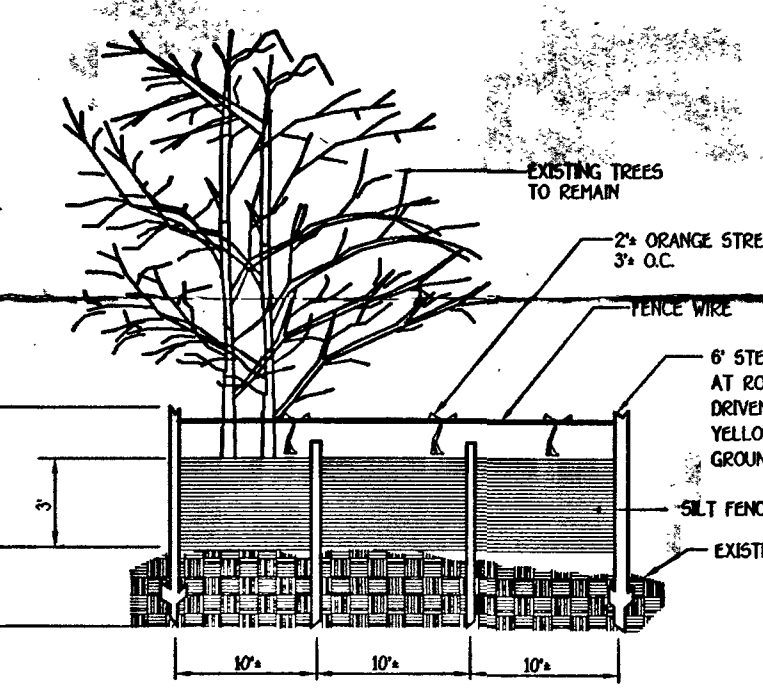 EXISTING TREES
TO REMAIN
2"± ORANGE STRE
3'± O.C.
FENCE WIRE
6' STE
AT RO
DRIVEN
YELLO
GROUN
3'
SILT FENC
EXISTI
10'±
10'±
10'±